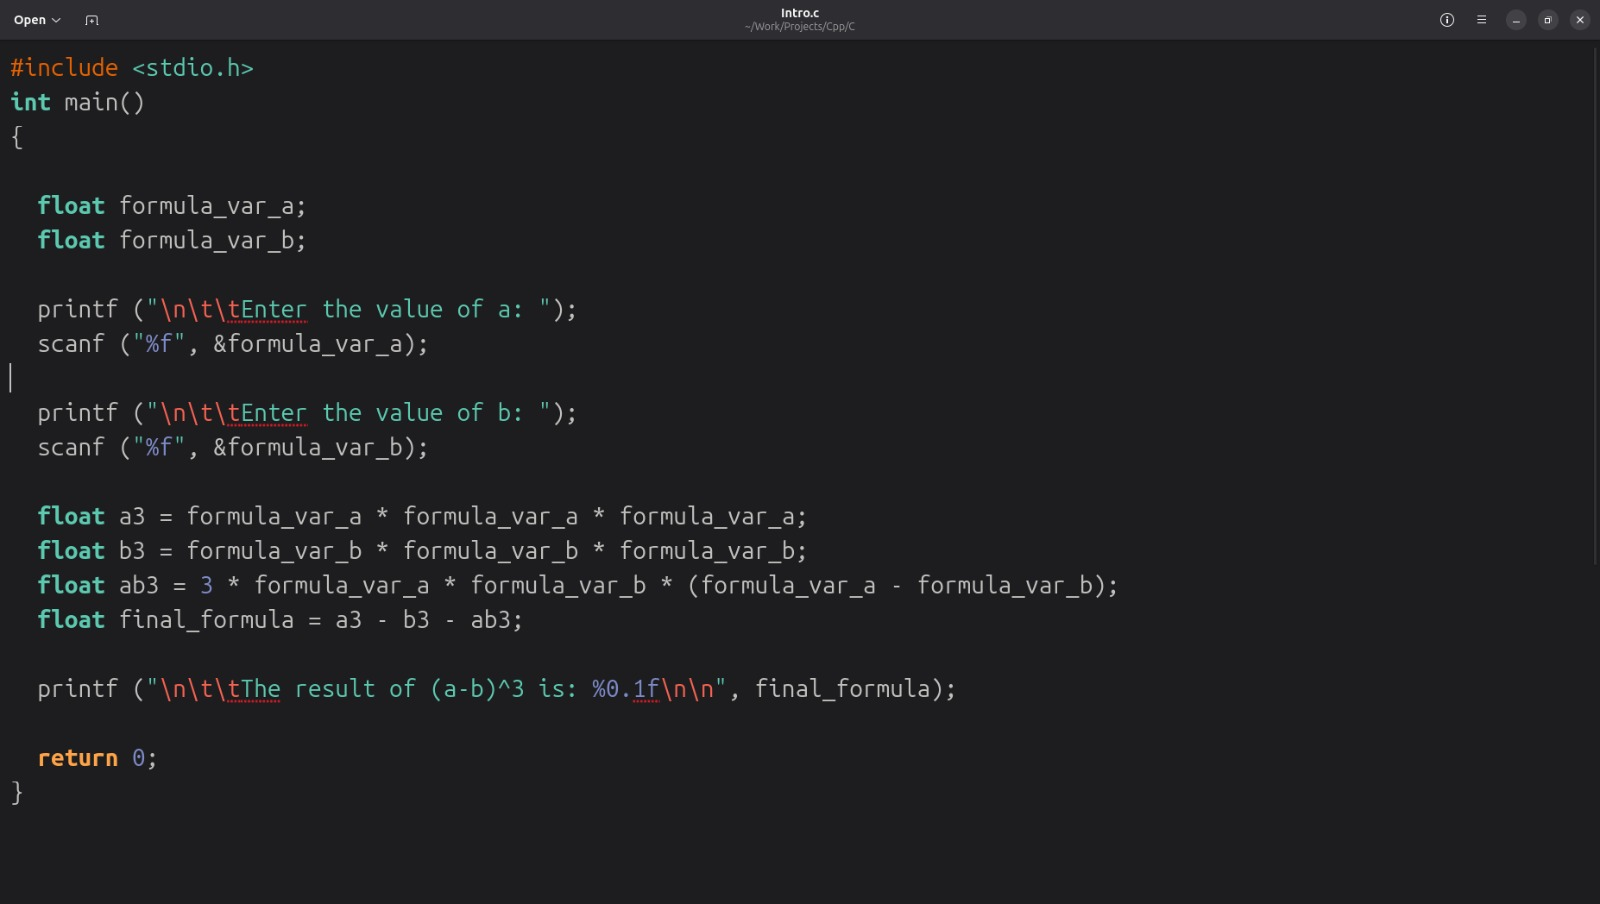 Open
Intro.c
~/Work/Projects/Cpp/C
#include <stdio.h>
int main()
{
float formula_var_a;
float formula_var_b;
printf ("\n\t\tEnter the value of a: ");
scanf ("%f", &formula_var_a);
printf ("\n\t\tEnter the value of b: ");
scanf ("%f", &formula_var_b);
float a3 = formula_var_a * formula_var_a * formula_var_a;
float b3 = formula_var_b * formula_var_b * formula_var_b;
float ab3 = 3 * formula_var_a * formula_var_b * (formula_var_a - formula_var_b);
float final_formula = a3 - b3 - ab3;
printf ("\n\t\tThe result of (a-b)^3 is: %0.1f\n\n", final_formula);
return 0;
}